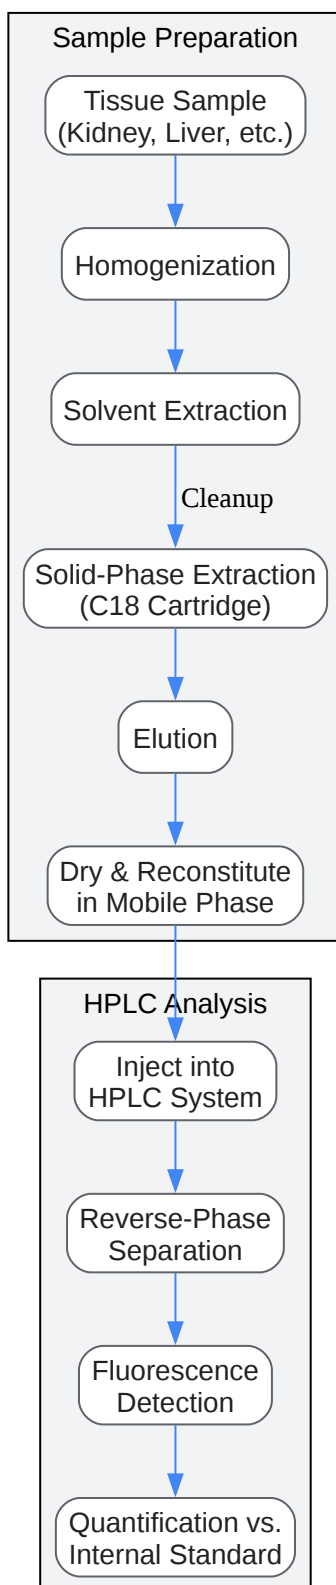 Sample Preparation
Tissue Sample
(Kidney, Liver, etc.)
Homogenization
Solvent Extraction
Cleanup
Solid-Phase Extraction
(C18 Cartridge)
Elution
Dry & Reconstitute
in Mobile Phase
HPLC Analysis
Inject into
HPLC System
Reverse-Phase
Separation
Fluorescence
Detection
Quantification vs.
Internal Standard